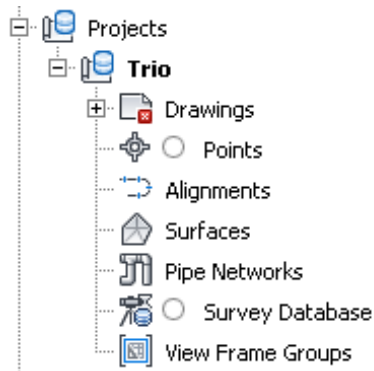 Projects
Trio
Drawings
Points
Alignments
Surfaces
Pipe Networks
Survey Database
View Frame Groups